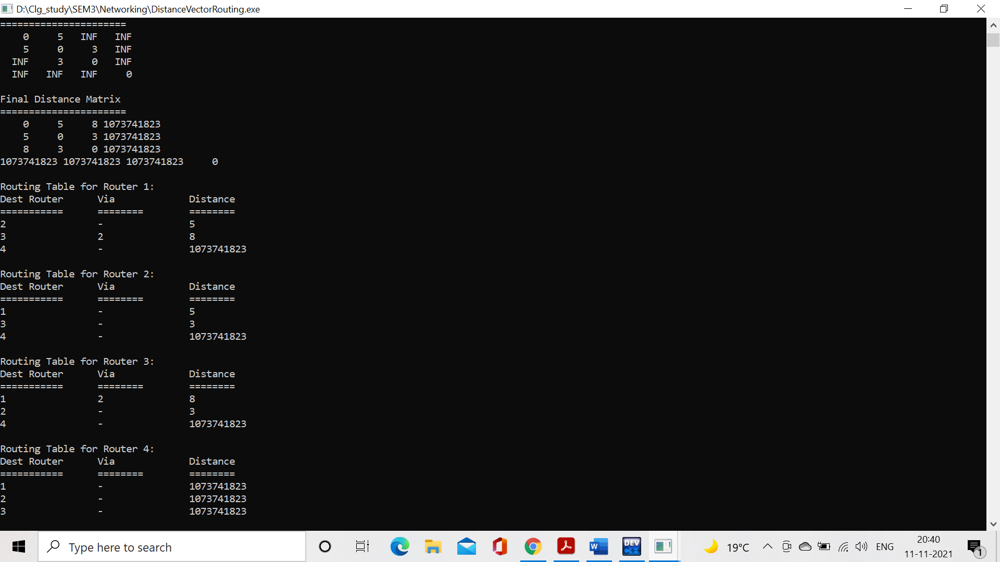 D:\Clg_study\SEM3\Networking\DistanceVectorRouting.exe
======================
0 5 INF INF
5 0 3 INF
INF 3 0 INF
INF INF INF 0
Final Distance Matrix
======================
0 5 8 1073741823
5 0 3 1073741823
8 3 0 1073741823
1073741823 1073741823 1073741823 0
Routing Table for Router 1:
Dest Router Via Distance
=========== ======== ========
2 - 5
3 2 8
4 - 1073741823
Routing Table for Router 2:
Dest Router Via Distance
=========== ======== ========
1 - 5
3 - 3
4 - 1073741823
Routing Table for Router 3:
Dest Router Via Distance
=========== ======== ========
1 2 8
2 - 3
4 - 1073741823
Routing Table for Router 4:
Dest Router Via Distance
=========== ======== ========
1 - 1073741823
2 - 1073741823
3 - 1073741823
Type here to search
W
DEV
C++
19°C
ENG
20:40
11-11-2021
1